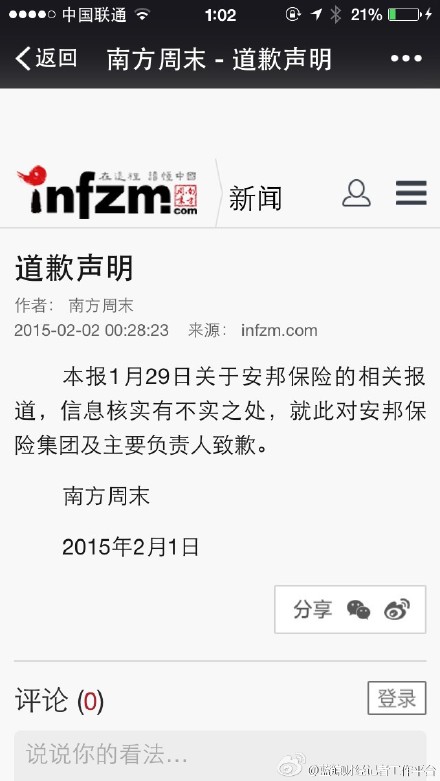 中国联通 1:02 21%
返回 南方周末 - 道歉声明
在这里 读懂中国
infzm.com
新闻
道歉声明
作者： 南方周末
2015-02-02 00:28:23 来源： infzm.com
本报1月29日关于安邦保险的相关报
道，信息核实有不实之处，就此对安邦保
险集团及主要负责人致歉。
南方周末
2015年2月1日
分享
评论 (0)
登录
说说你的看法...